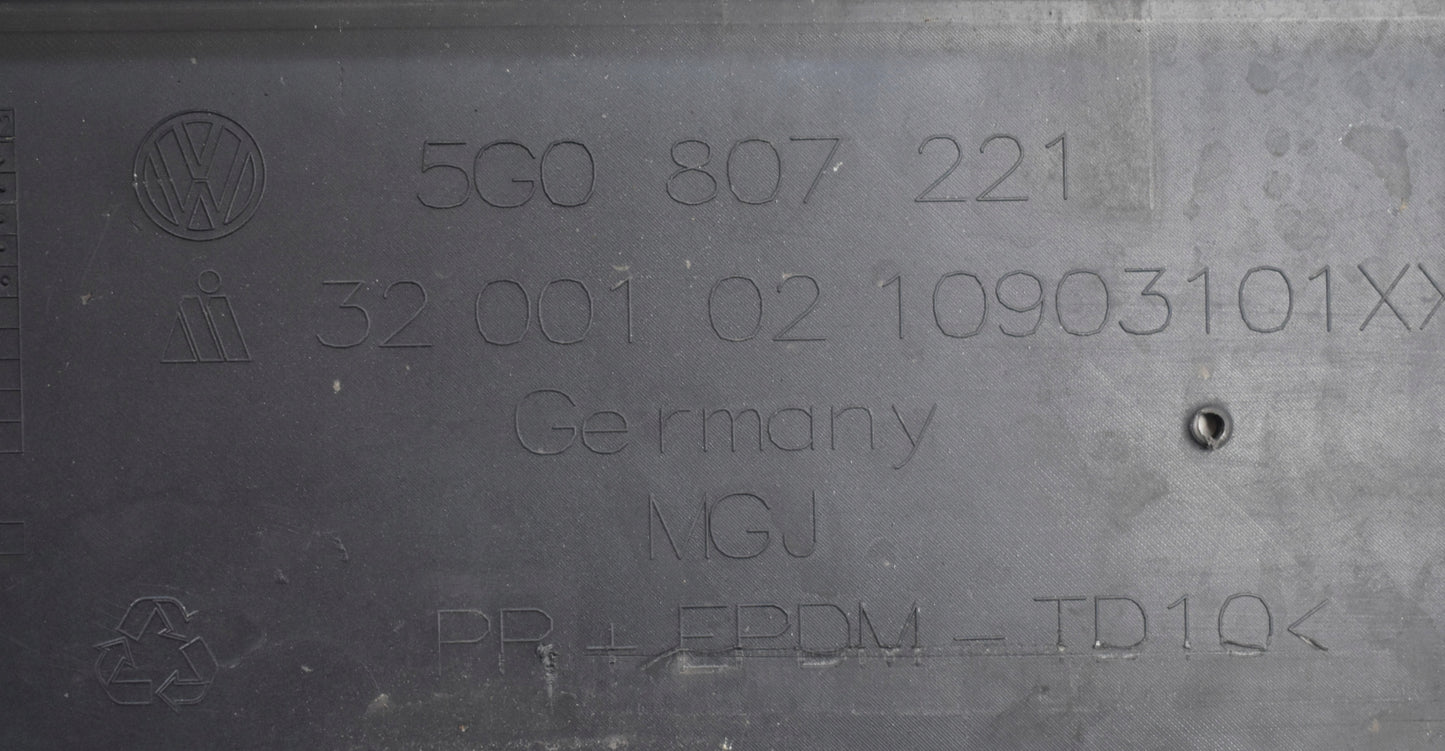 5G0 807 221
32 001 02 10903101XX
Germany
MGJ
PP + EPDM - TD10<